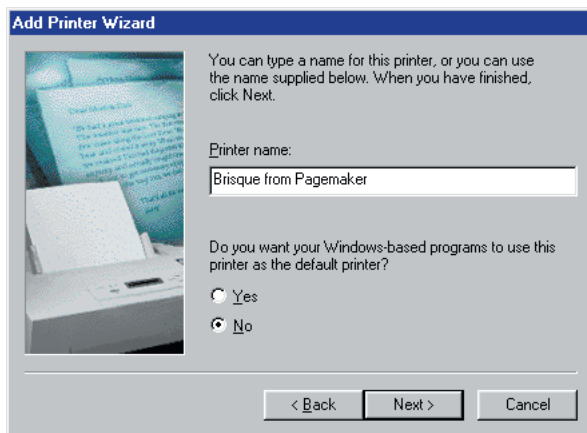 Add Printer Wizard
You can type a name for this printer, or you can use
the name supplied below. When you have finished,
click Next.
Printer name:
Brisque from Pagemaker
Do you want your Windows-based programs to use this
printer as the default printer?
Yes
No
< Back
Next >
Cancel